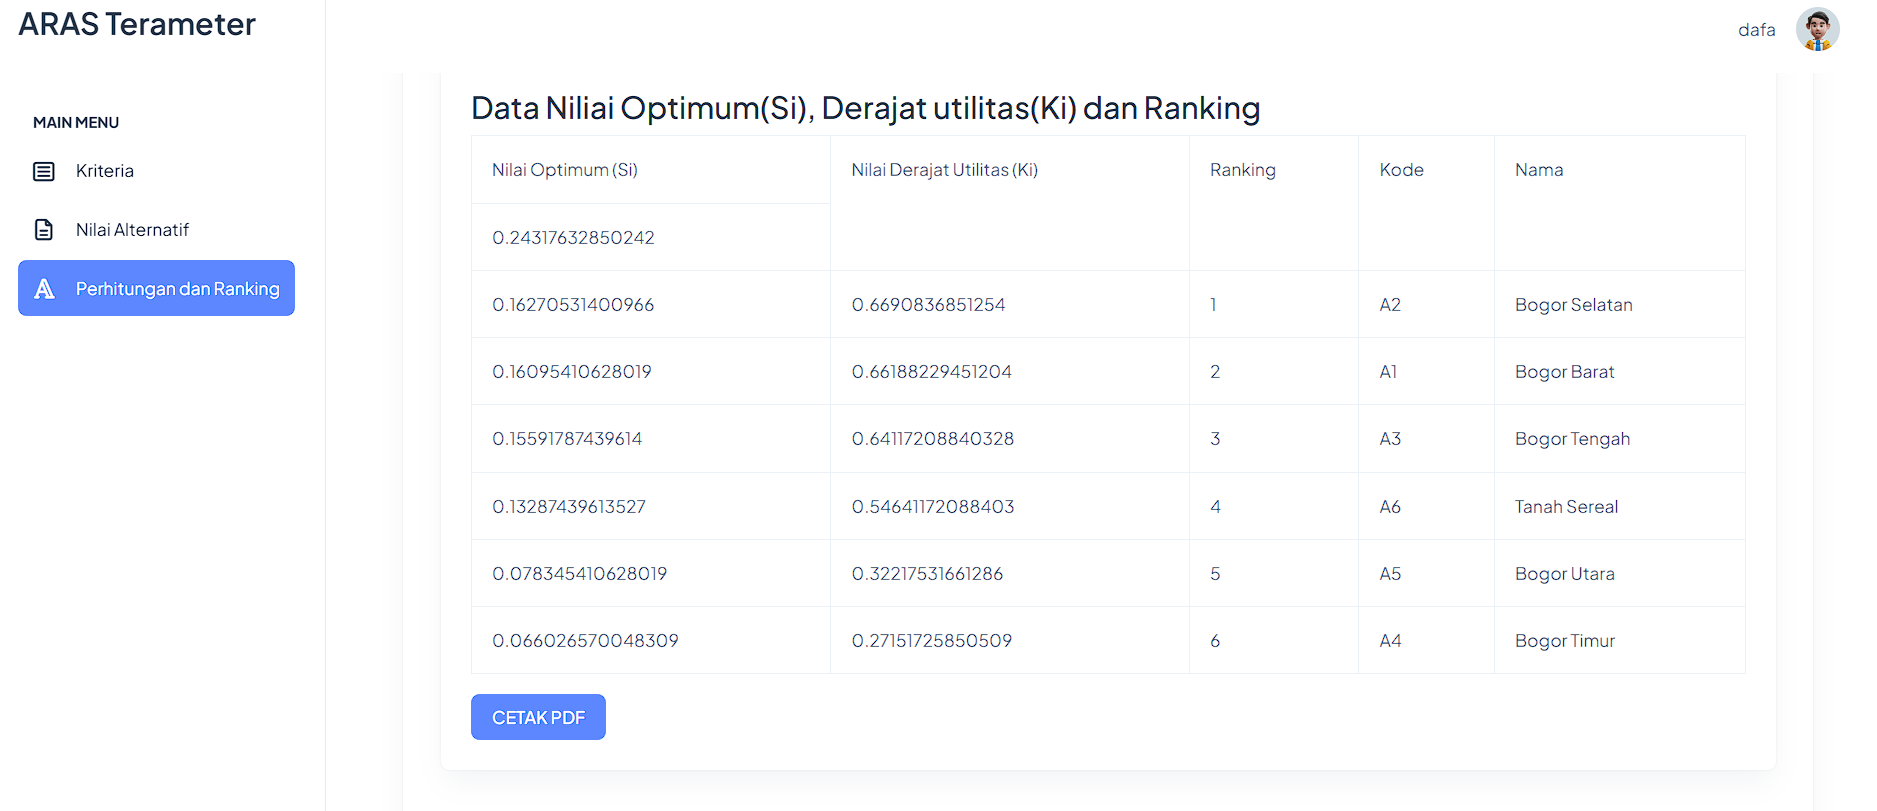 ARAS Terameter
dafa
MAIN MENU
Kriteria
Nilai Alternatif
Perhitungan dan Ranking
Data Niliai Optimum(Si), Derajat utilitas(Ki) dan Ranking
Nilai Optimum (Si) Nilai Derajat Utilitas (Ki) Ranking Kode Nama
0.24317632850242
0.16270531400966 0.6690836851254 1 A2 Bogor Selatan
0.16095410628019 0.66188229451204 2 A1 Bogor Barat
0.15591787439614 0.64117208840328 3 A3 Bogor Tengah
0.13287439613527 0.54641172088403 4 A6 Tanah Sereal
0.078345410628019 0.32217531661286 5 A5 Bogor Utara
0.066026570048309 0.27151725850509 6 A4 Bogor Timur
CETAK PDF